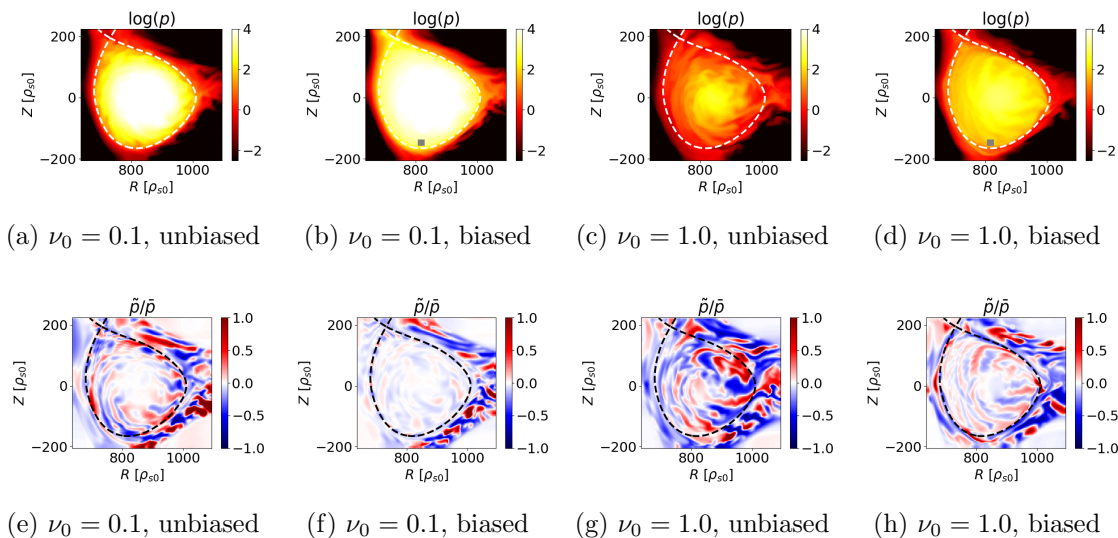 log(p) log(p) log(p) log(p)
200 4 200 4 200 4 200 4
Z [ρs0] 0 2 Z [ρs0] 0 2 Z [ρs0] 0 2 Z [ρs0] 0 2
0 0 0 0
−200 −2 −200 −2 −200 −2 −200 −2
800 1000 800 1000 800 1000 800 1000
R [ρs0] R [ρs0] R [ρs0] R [ρs0]
(a) ν0 = 0.1, unbiased (b) ν0 = 0.1, biased (c) ν0 = 1.0, unbiased (d) ν0 = 1.0, biased
p̃/p̄ p̃/p̄ p̃/p̄ p̃/p̄
200 1.0 200 1.0 200 1.0 200 1.0
0.5 0.5 0.5 0.5
Z [ρs0] 0 0.0 Z [ρs0] 0 0.0 Z [ρs0] 0 0.0 Z [ρs0] 0 0.0
−0.5 −0.5 −0.5 −0.5
−200 −1.0 −200 −1.0 −200 −1.0 −200 −1.0
800 1000 800 1000 800 1000 800 1000
R [ρs0] R [ρs0] R [ρs0] R [ρs0]
(e) ν0 = 0.1, unbiased (f) ν0 = 0.1, biased (g) ν0 = 1.0, unbiased (h) ν0 = 1.0, biased